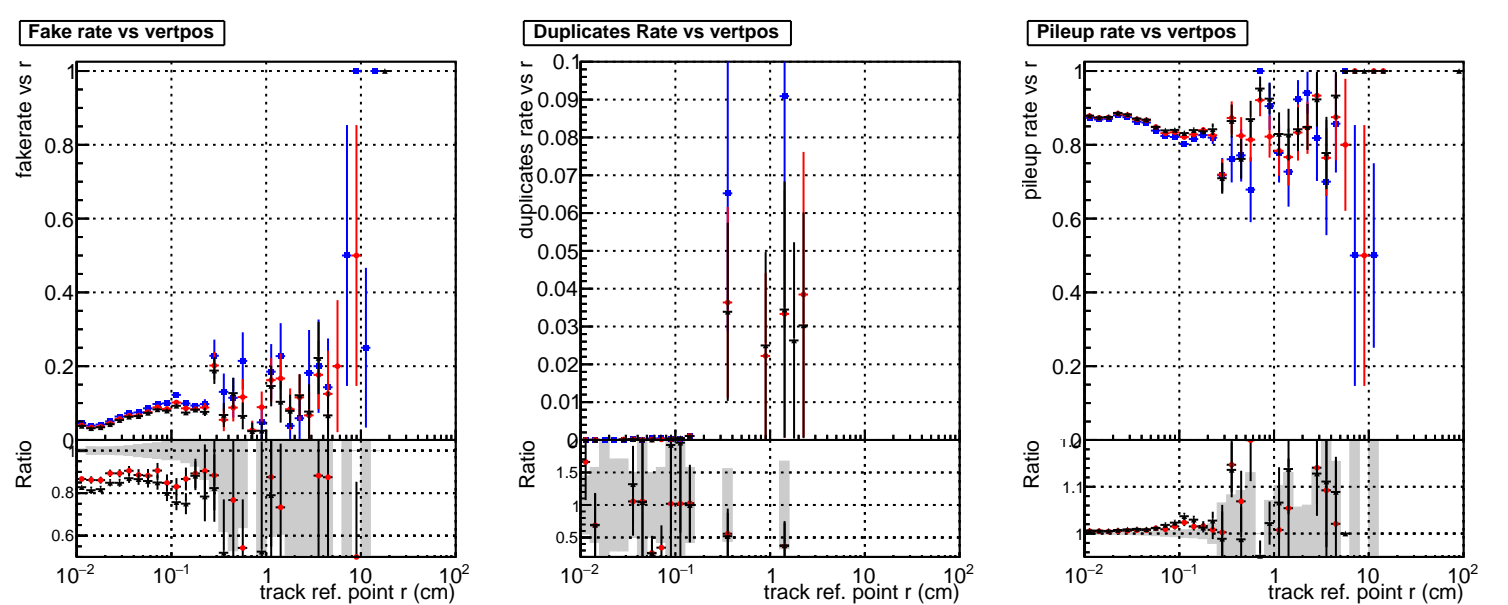 Fake rate vs vertpos
fakerate vs r
1
0.8
0.6
0.4
0.2
0
Ratio
1
0.8
0.6
10⁻² 10⁻¹ 1 10 10²
track ref. point r (cm)
Duplicates Rate vs vertpos
duplicates rate vs r
0.1
0.09
0.08
0.07
0.06
0.05
0.04
0.03
0.02
0.01
0
Ratio
1.5
1
0.5
10⁻² 10⁻¹ 1 10 10²
track ref. point r (cm)
Pileup rate vs vertpos
pileup rate vs r
1
0.8
0.6
0.4
0.2
0
Ratio
1.1
1
10⁻² 10⁻¹ 1 10 10²
track ref. point r (cm)